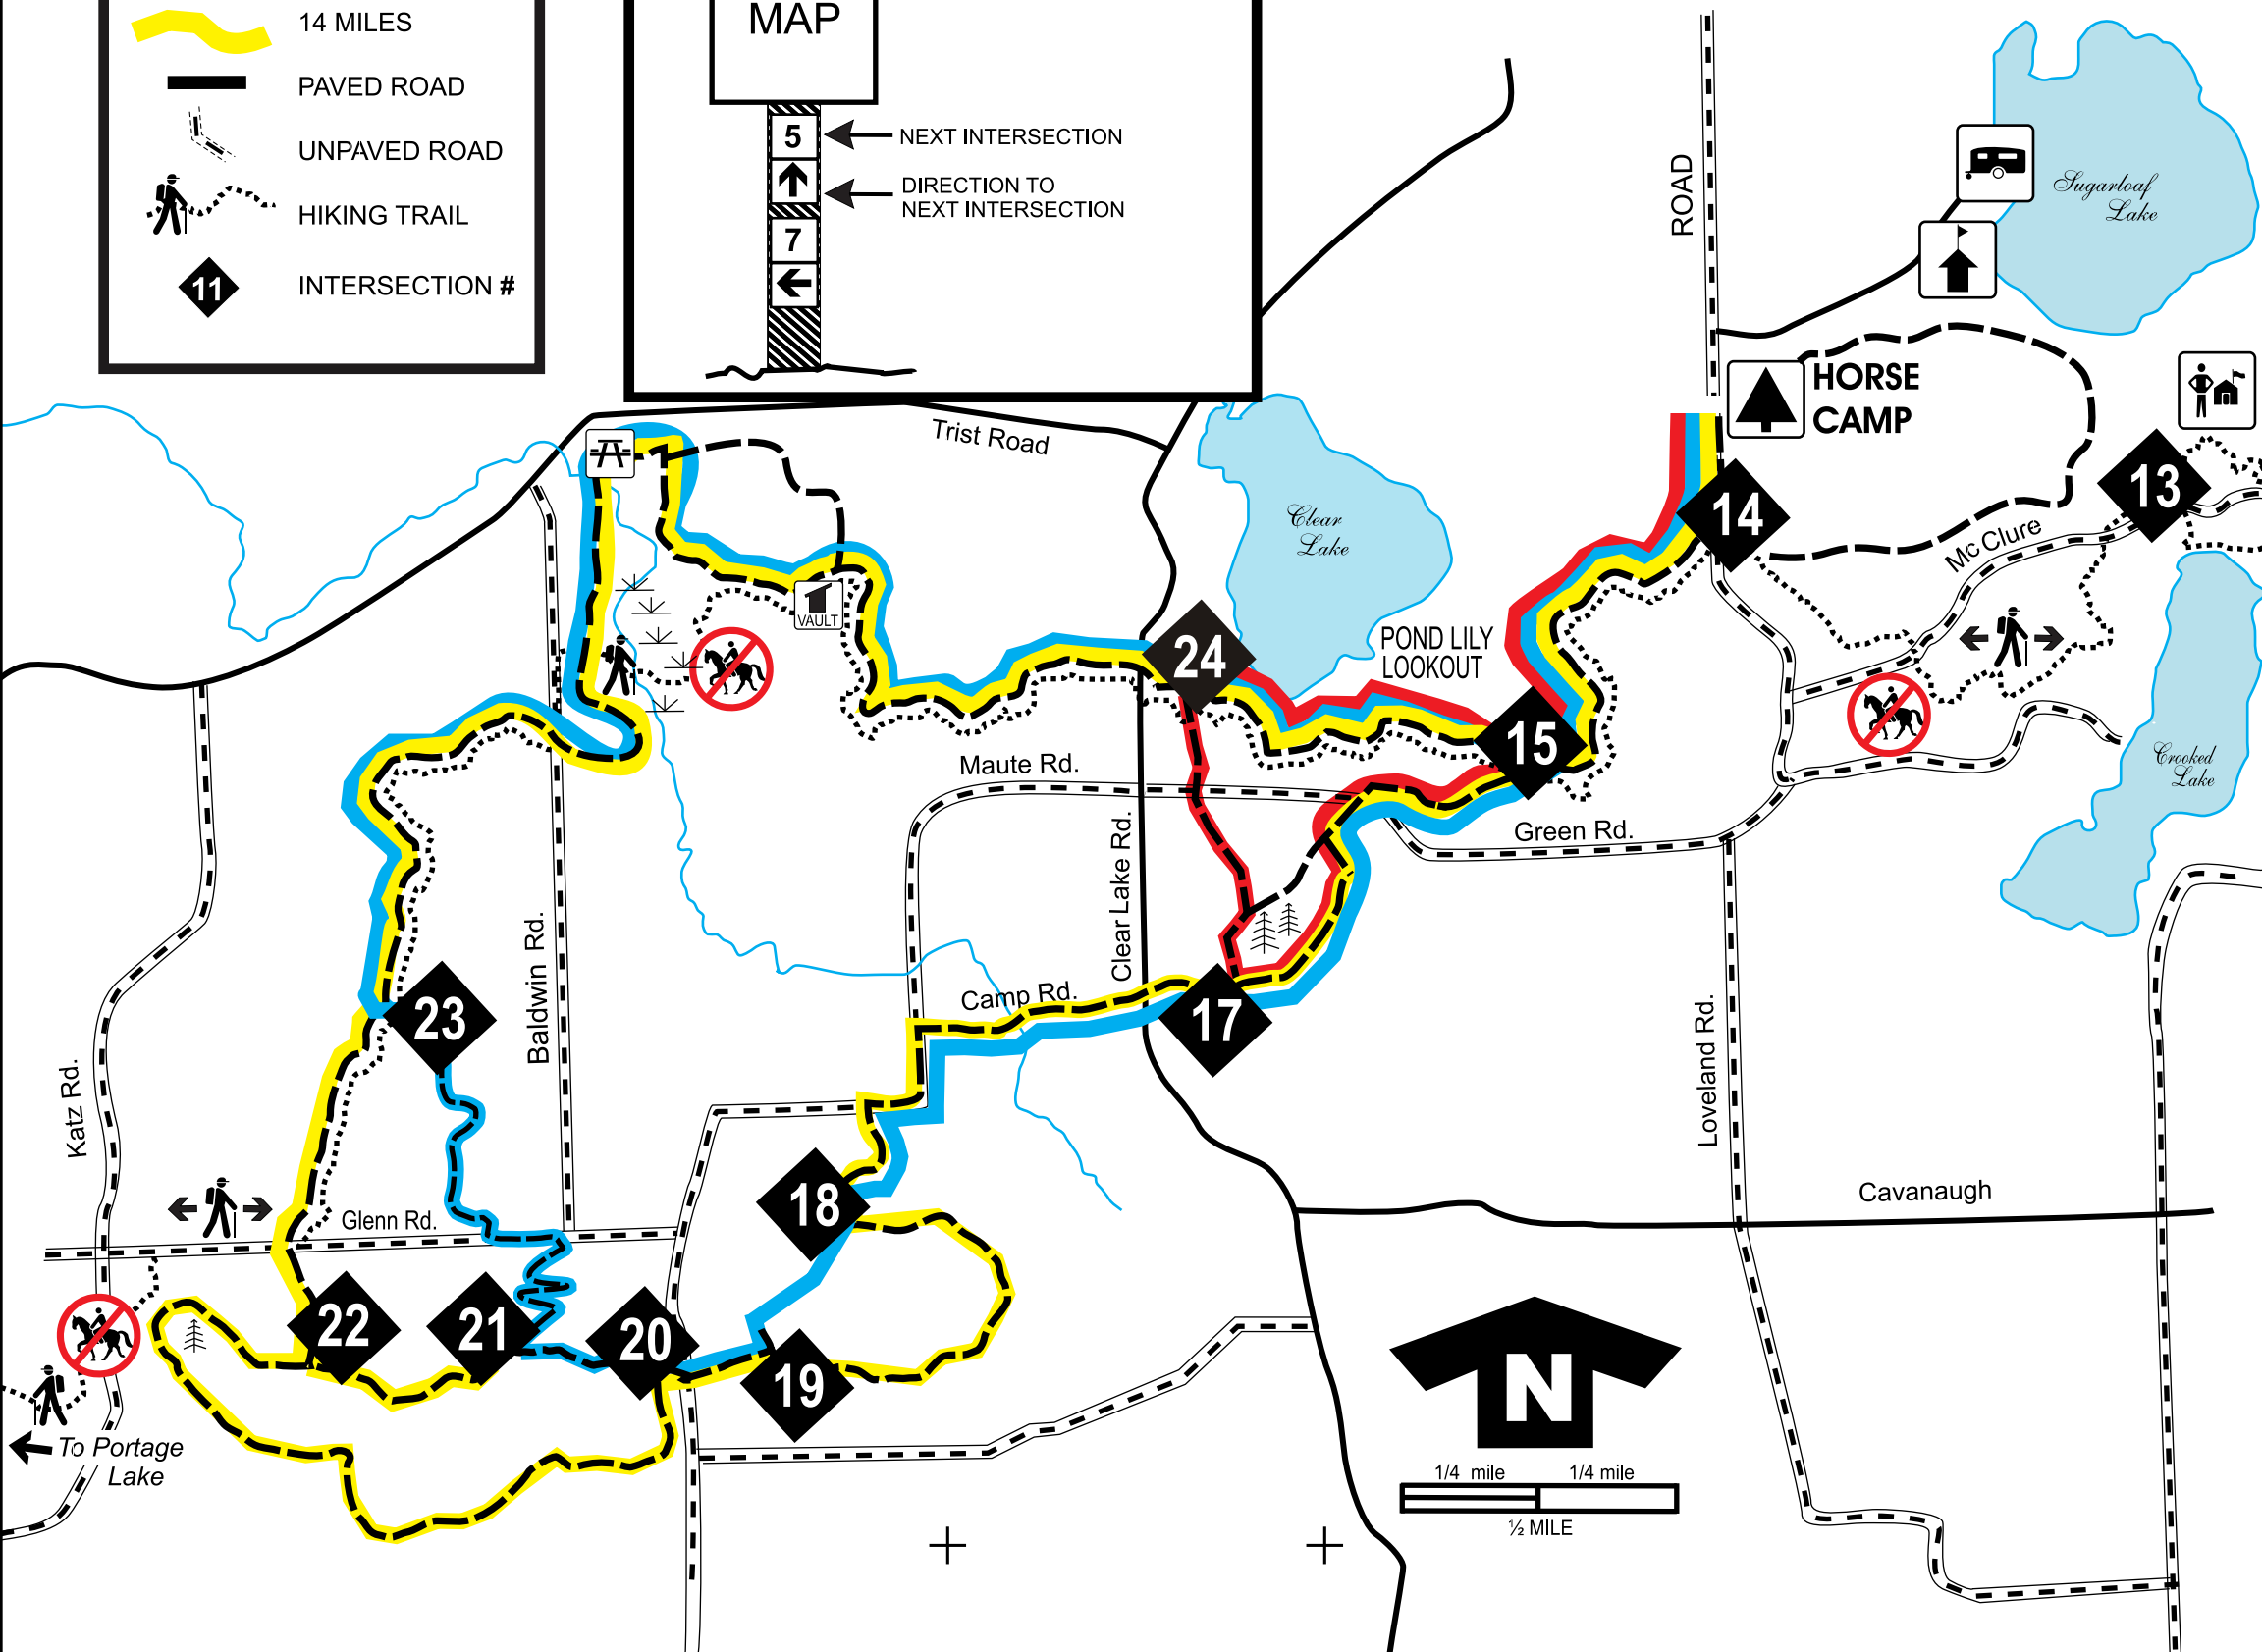 14 MILES
PAVED ROAD
UNPAVED ROAD
HIKING TRAIL
11
INTERSECTION #
MAP
5
NEXT INTERSECTION
DIRECTION TO
NEXT INTERSECTION
7
ROAD
Sugarloaf
Lake
HORSE
CAMP
Trist Road
Clear
Lake
14
13
Mc Clure
VAULT
24
POND LILY
LOOKOUT
15
Crooked
Lake
Maute Rd.
Green Rd.
Clear Lake Rd.
Baldwin Rd.
Camp Rd.
23
17
Katz Rd.
Loveland Rd.
18
Glenn Rd.
Cavanaugh
22
21
20
19
To Portage
Lake
N
1/4 mile
1/4 mile
½ MILE